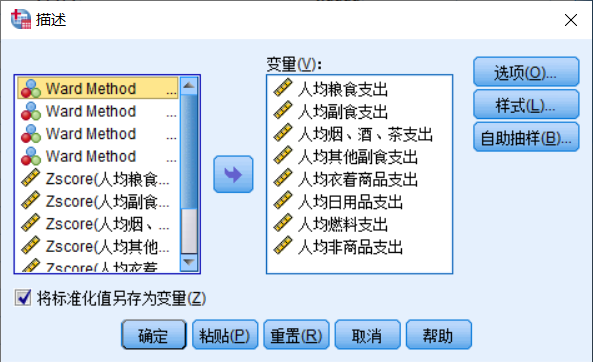 描述
变量(V):
Ward Method ...
Ward Method ...
Ward Method ...
Ward Method ...
Zscore(人均粮食...
Zscore(人均副食...
Zscore(人均烟、...
Zscore(人均其他...
Zscore(人均衣着...
人均粮食支出
人均副食支出
人均烟、酒、茶支出
人均其他副食支出
人均衣着商品支出
人均日用品支出
人均燃料支出
人均非商品支出
选项(O)...
样式(L)...
自助抽样(B)...
将标准化值另存为变量(Z)
确定 粘贴(P) 重置(R) 取消 帮助